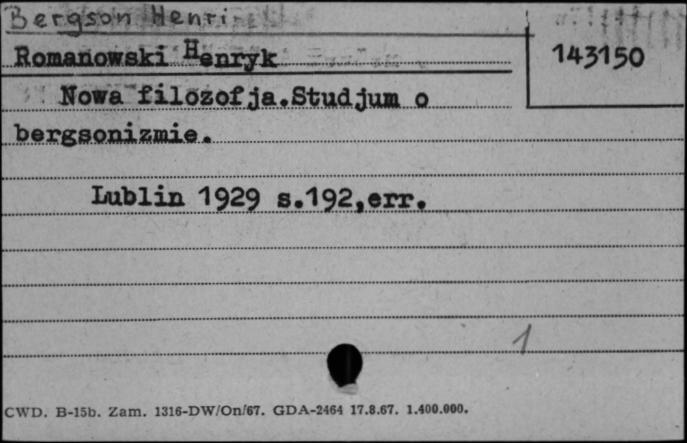 Bergson Henri
Romanowski Henryk
143150
Nowa filozofja.Studjum o
bergsonizmie.
Lublin 1929 s.192,err.
1
CWD. B-15b. Zam. 1316-DW/On/67. GDA-2464 17.8.67. 1.400.000.